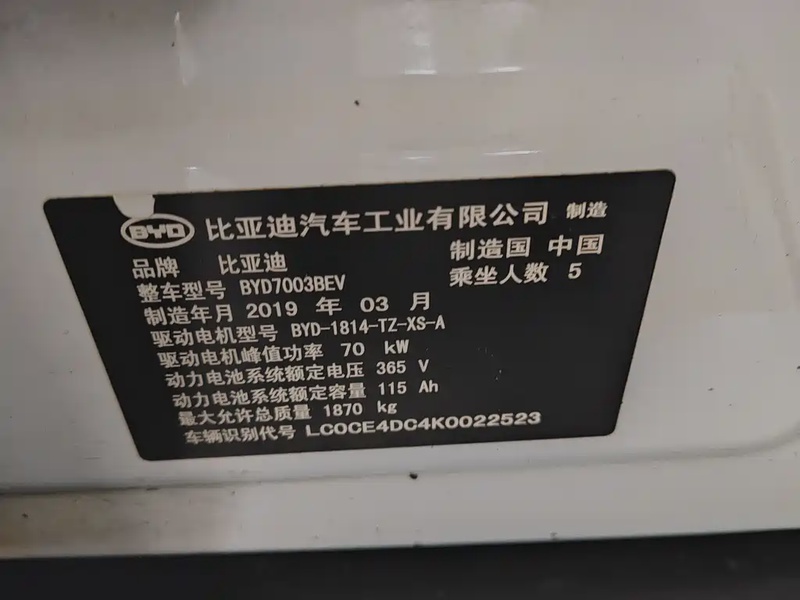 BYD 比亚迪汽车工业有限公司 制造
品牌 比亚迪 制造国 中国
整车型号 BYD7003BEV 乘坐人数 5
制造年月 2019 年 03 月
驱动电机型号 BYD-1814-TZ-XS-A
驱动电机峰值功率 70 kW
动力电池系统额定电压 365 V
动力电池系统额定容量 115 Ah
最大允许总质量 1870 kg
车辆识别代号 LC0CE4DC4K0022523